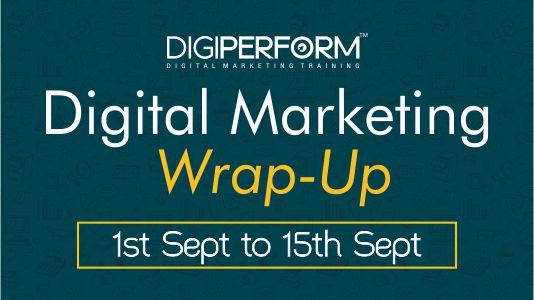 DIGIPERFORM™
DIGITAL MARKETING TRAINING
Digital Marketing
Wrap-Up
1st Sept to 15th Sept